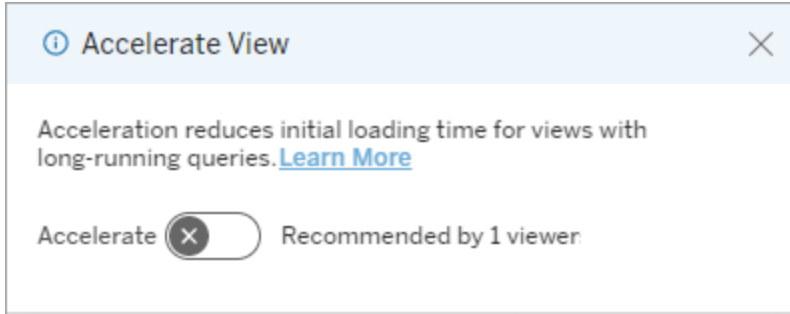 Accelerate View
Acceleration reduces initial loading time for views with
long-running queries. Learn More
Accelerate Recommended by 1 viewer